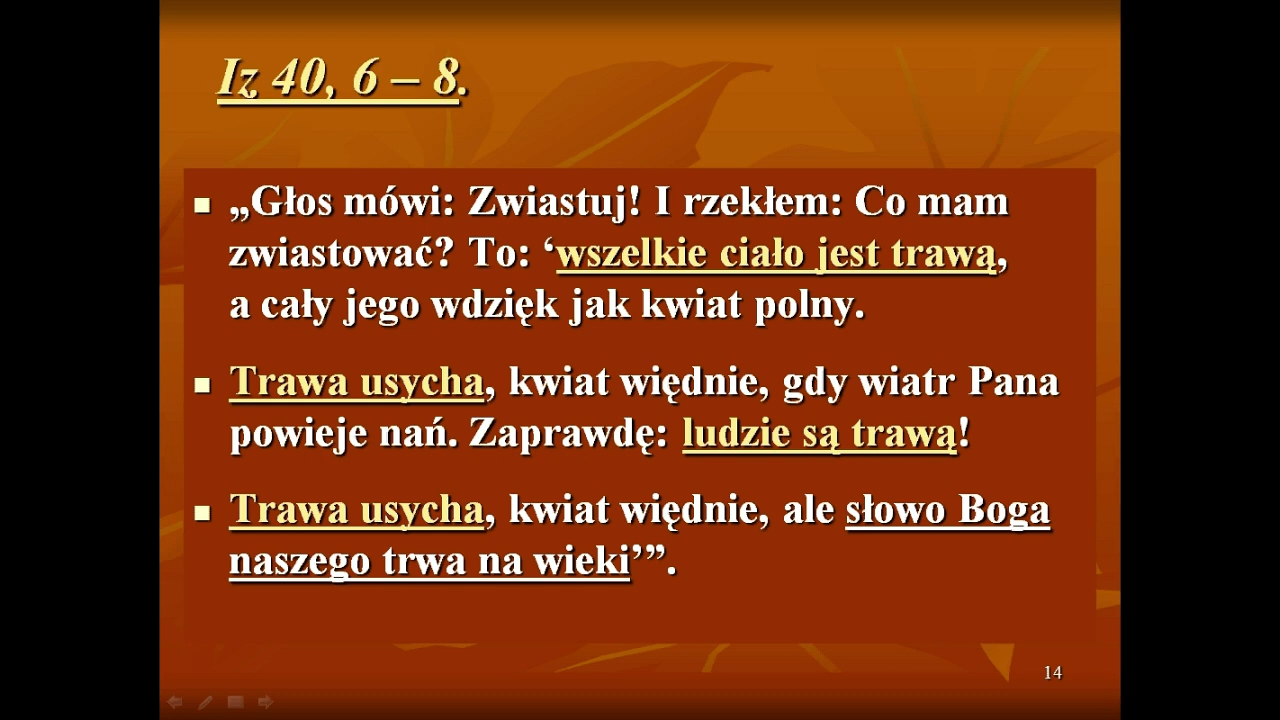 Iz 40, 6 – 8.
„Głos mówi: Zwiastuj! I rzekłem: Co mam
zwiastować? To: ‘wszelkie ciało jest trawą,
a cały jego wdzięk jak kwiat polny.
Trawa usycha, kwiat więdnie, gdy wiatr Pana
powieje nań. Zaprawdę: ludzie są trawą!
Trawa usycha, kwiat więdnie, ale słowo Boga
naszego trwa na wieki’”.
14